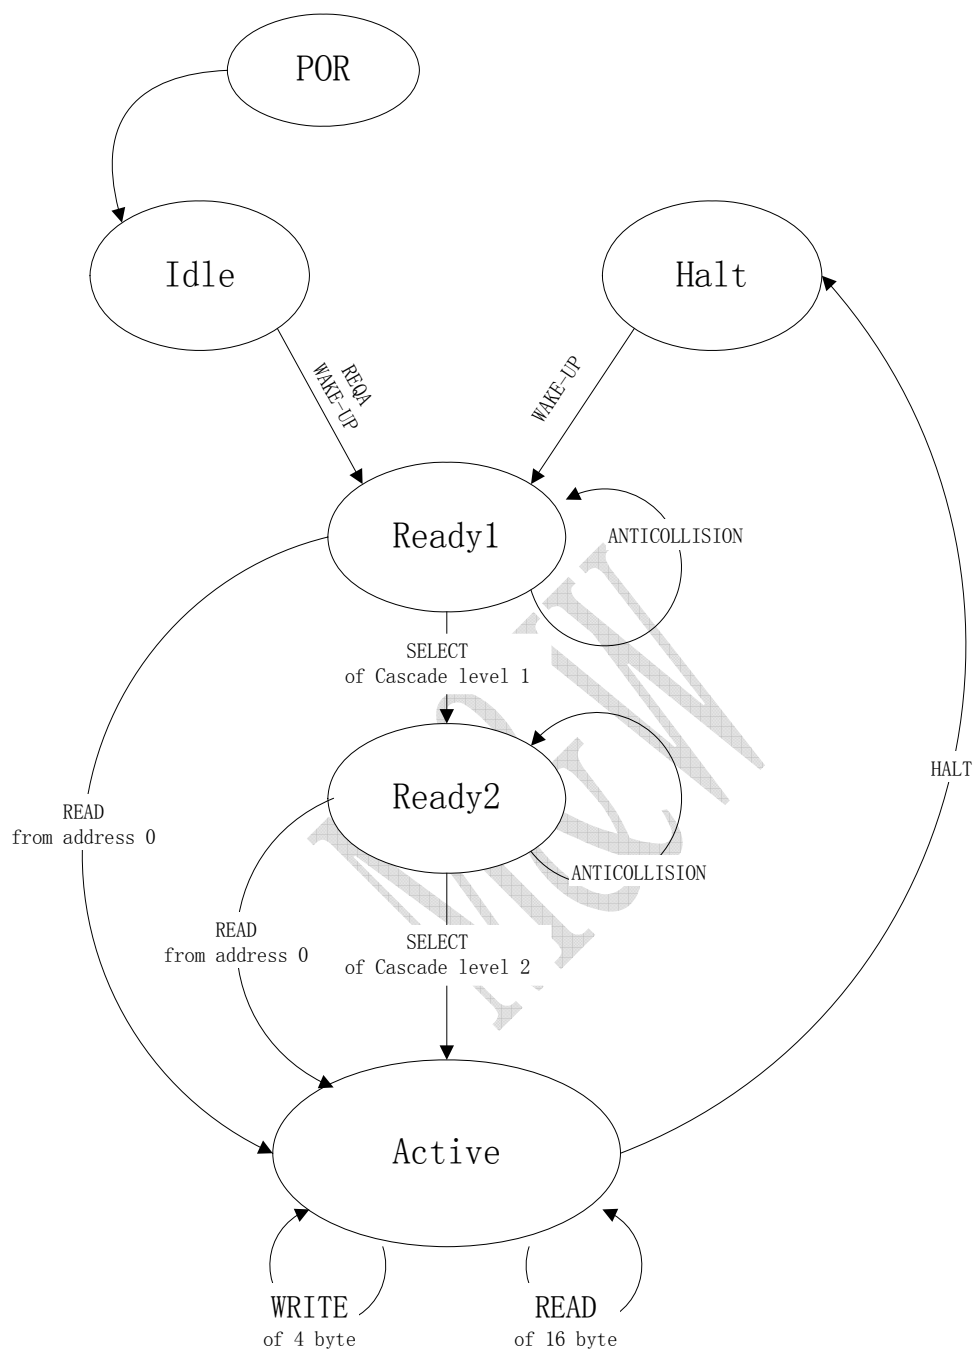 POR
Idle
Halt
REQA
WAKE-UP
WAKE-UP
Ready1
ANTICOLLISION
SELECT
of Cascade level 1
Ready2
HALT
READ
from address 0
ANTICOLLISION
READ
from address 0
SELECT
of Cascade level 2
Active
WRITE
of 4 byte
READ
of 16 byte